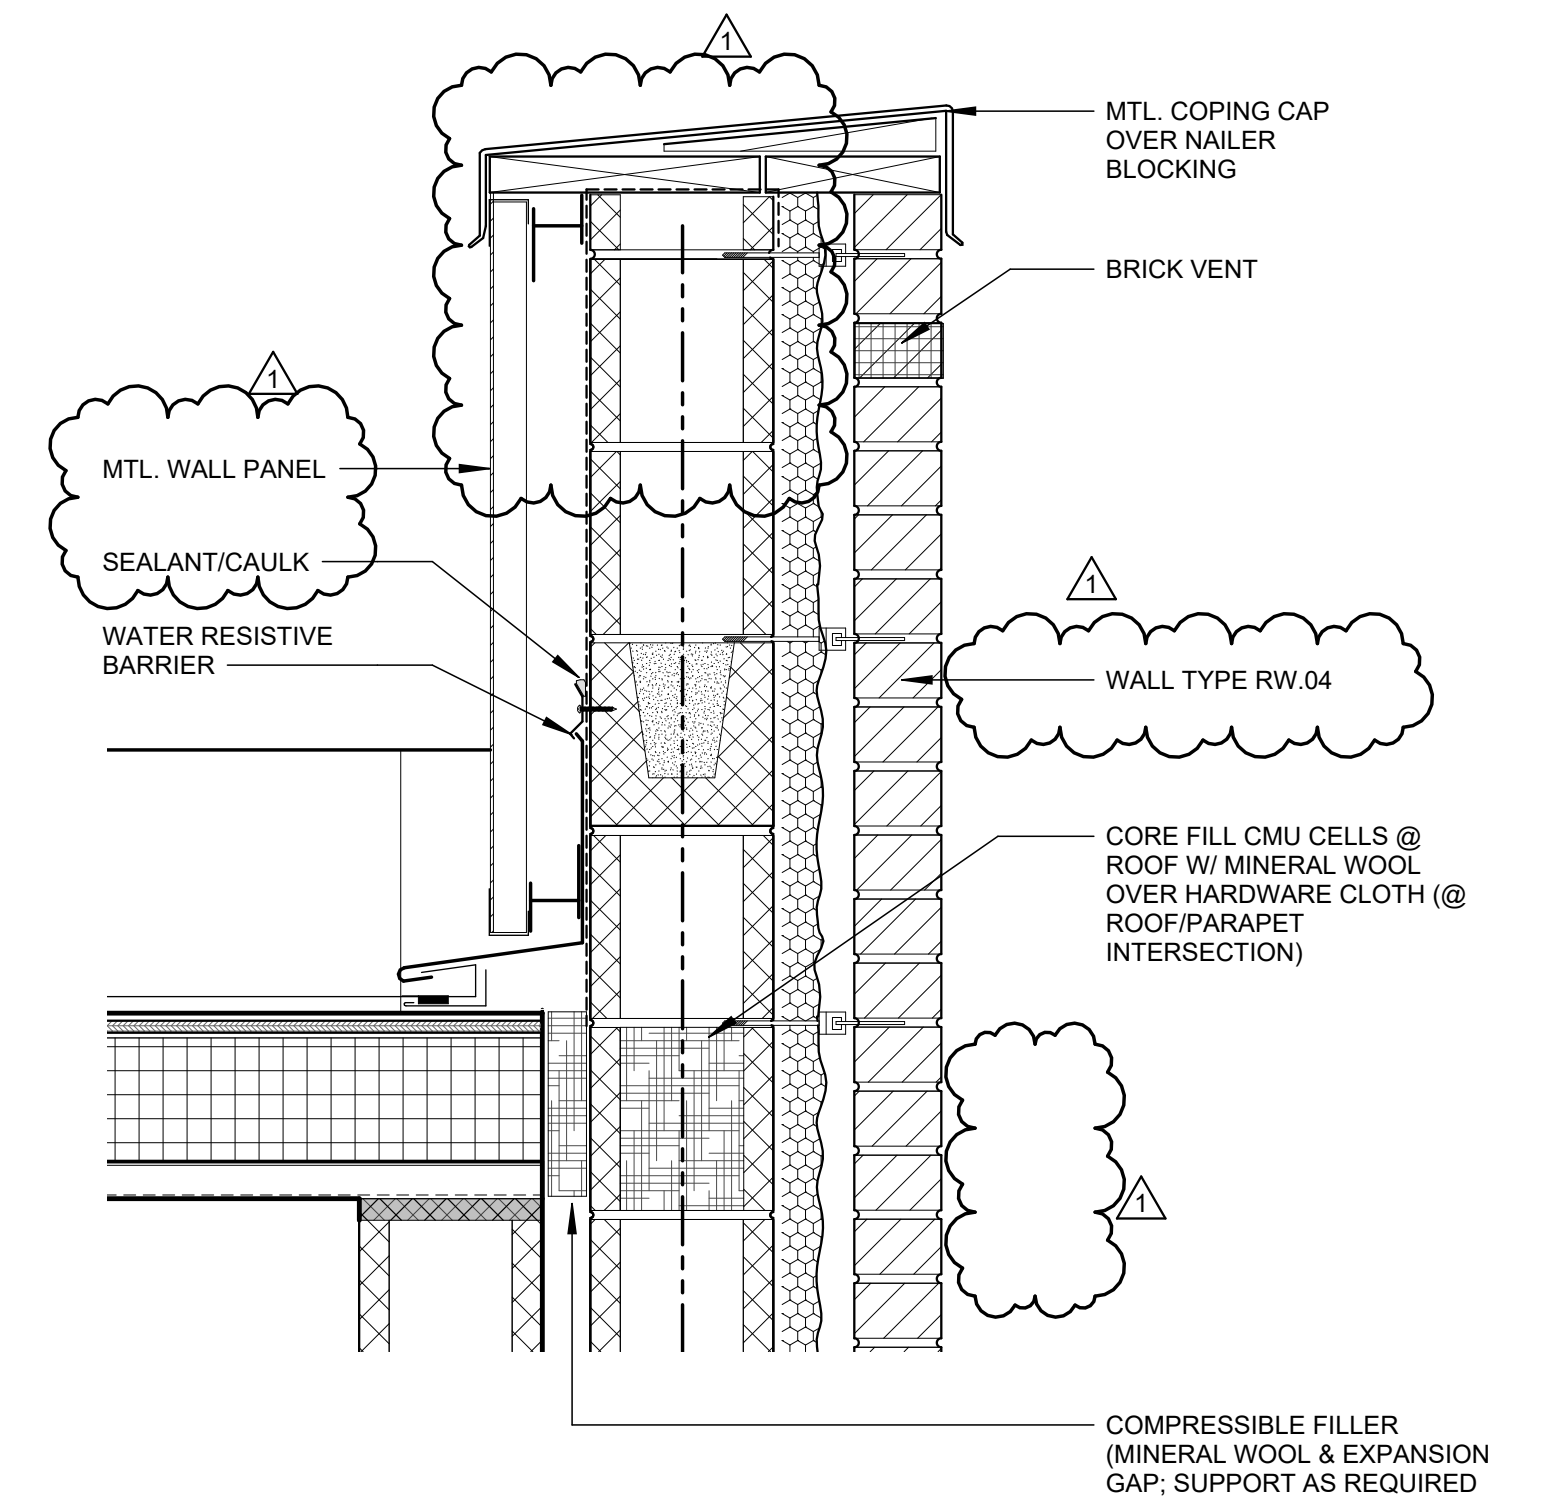 1
MTL. COPING CAP
OVER NAILER
BLOCKING
BRICK VENT
1
MTL. WALL PANEL
SEALANT/CAULK
WATER RESISTIVE
BARRIER
1
WALL TYPE RW.04
CORE FILL CMU CELLS @
ROOF W/ MINERAL WOOL
OVER HARDWARE CLOTH (@
ROOF/PARAPET
INTERSECTION)
1
COMPRESSIBLE FILLER
(MINERAL WOOL & EXPANSION
GAP; SUPPORT AS REQUIRED